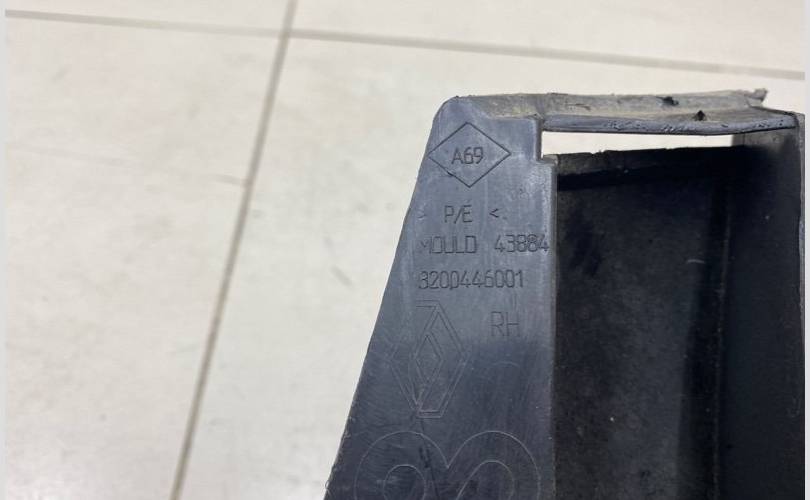 A69
> P/E <
MOULD 43884
8200446001
RH